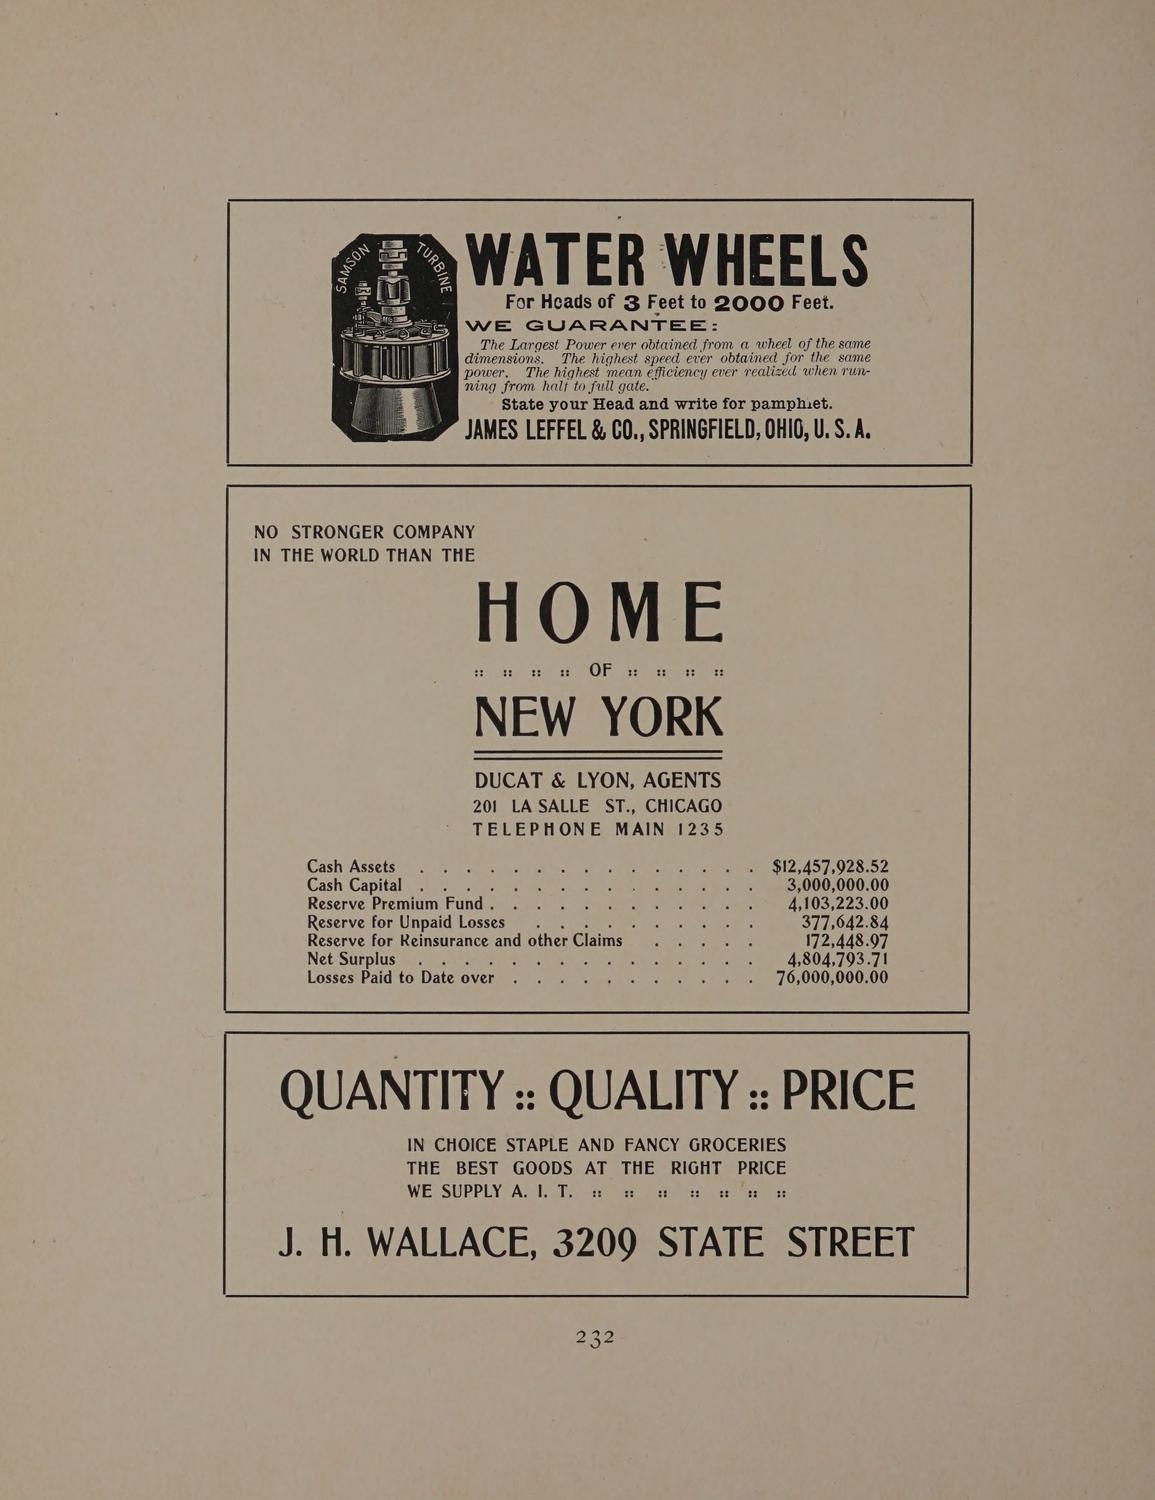 SAMSON TURBINE
WATER WHEELS
For Heads of 3 Feet to 2000 Feet.
WE GUARANTEE:
The Largest Power ever obtained from a wheel of the same
dimensions. The highest speed ever obtained for the same
power. The highest mean efficiency ever realized when run-
ning from half to full gate.
State your Head and write for pamphlet.
JAMES LEFFEL & CO., SPRINGFIELD, OHIO, U. S. A.
NO STRONGER COMPANY
IN THE WORLD THAN THE
HOME
:: :: :: :: OF :: :: :: ::
NEW YORK
DUCAT & LYON, AGENTS
201 LA SALLE ST., CHICAGO
TELEPHONE MAIN 1235
Cash Assets . . . . . . . . . . . . . . . $12,457,928.52
Cash Capital . . . . . . . . . . . . . . . 3,000,000.00
Reserve Premium Fund . . . . . . . . . . . . 4,103,223.00
Reserve for Unpaid Losses . . . . . . . . . . 377,642.84
Reserve for Reinsurance and other Claims . . . . . 172,448.97
Net Surplus . . . . . . . . . . . . . . . 4,804,793.71
Losses Paid to Date over . . . . . . . . . . . 76,000,000.00
QUANTITY :: QUALITY :: PRICE
IN CHOICE STAPLE AND FANCY GROCERIES
THE BEST GOODS AT THE RIGHT PRICE
WE SUPPLY A. I. T. :: :: :: :: :: :: ::
J. H. WALLACE, 3209 STATE STREET
232